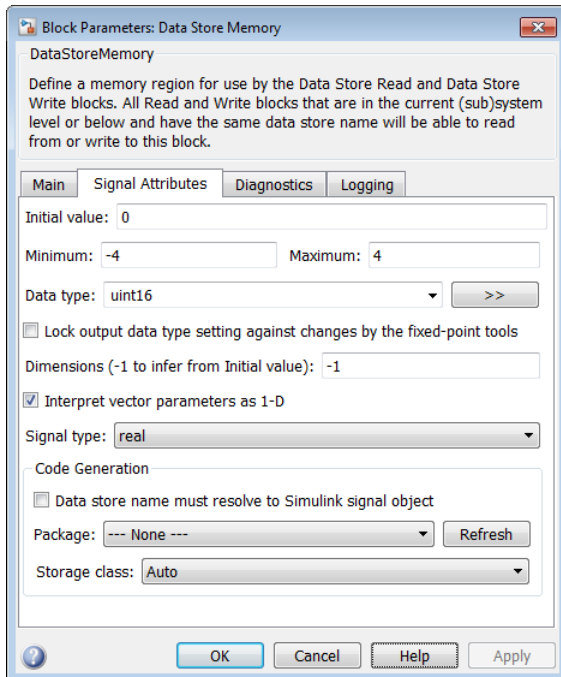 Block Parameters: Data Store Memory
DataStoreMemory
Define a memory region for use by the Data Store Read and Data Store
Write blocks. All Read and Write blocks that are in the current (sub)system
level or below and have the same data store name will be able to read
from or write to this block.
Main Signal Attributes Diagnostics Logging
Initial value: 0
Minimum: -4 Maximum: 4
Data type: uint16 >>
Lock output data type setting against changes by the fixed-point tools
Dimensions (-1 to infer from Initial value): -1
Interpret vector parameters as 1-D
Signal type: real
Code Generation
Data store name must resolve to Simulink signal object
Package: --- None --- Refresh
Storage class: Auto
? OK Cancel Help Apply